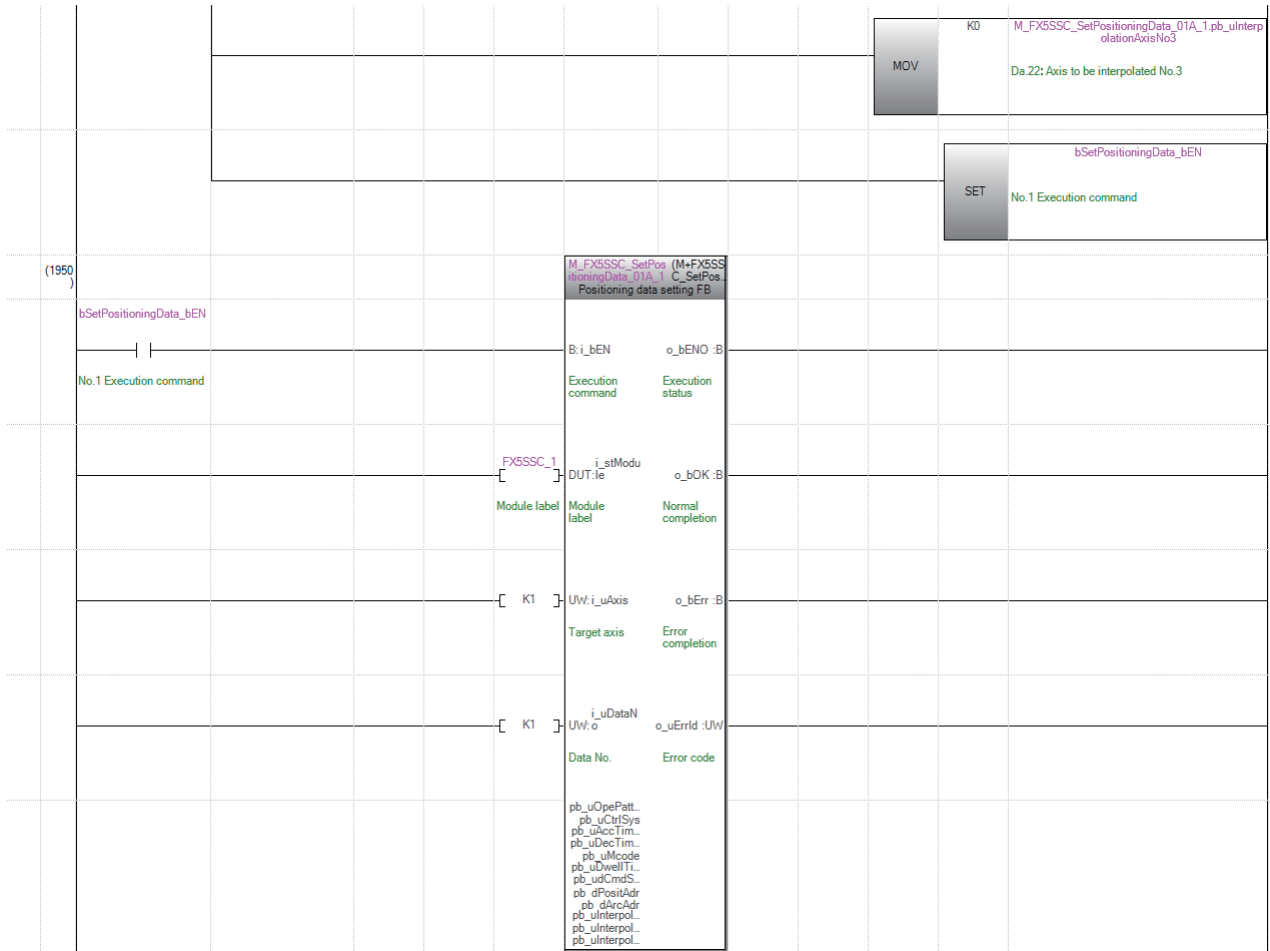 K0
M_FX5SSC_SetPositioningData_01A_1.pb_uInterp
olationAxisNo3
MOV
Da.22: Axis to be interpolated No.3
bSetPositioningData_bEN
SET
No.1 Execution command
(1950
)
M_FX5SSC_SetPos (M+FX5SS
itioningData_01A_1 C_SetPos..
Positioning data setting FB
bSetPositioningData_bEN
B: i_bEN
o_bENO :B
No.1 Execution command
Execution
command
Execution
status
FX5SSC_1
i_stModu
DUT:le
o_bOK :B
Module label
Module
label
Normal
completion
K1
UW: i_uAxis
o_bErr :B
Target axis
Error
completion
K1
i_uDataN
UW: o
o_uErrId :UW
Data No.
Error code
pb_uOpePatt...
pb_uCtrlSys
pb_uAccTim...
pb_uDecTim...
pb_uMcode
pb_uDwellTi...
pb_udCmdS...
pb_dPositAdr
pb_dArcAdr
pb_uInterpol...
pb_uInterpol...
pb_uInterpol...